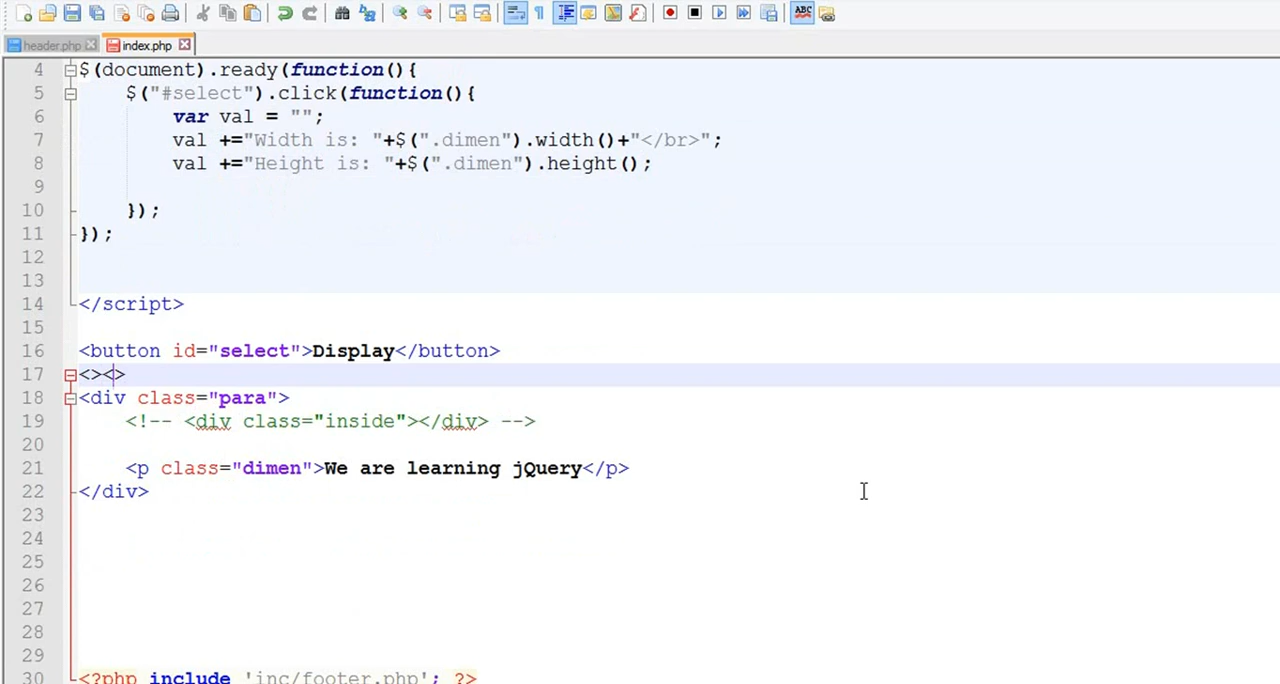 ABC
header.php index.php
4 $(document).ready(function(){
5 $("#select").click(function(){
6 var val = "";
7 val +="Width is: "+$(".dimen").width()+"</br>";
8 val +="Height is: "+$(".dimen").height();
9
10 });
11 });
12
13
14 </script>
15
16 <button id="select">Display</button>
17 <><>
18 <div class="para">
19 <!-- <div class="inside"></div> -->
20
21 <p class="dimen">We are learning jQuery</p>
22 </div>
23
24
25
26
27
28
29
30 <?php include 'inc/footer.php'; ?>